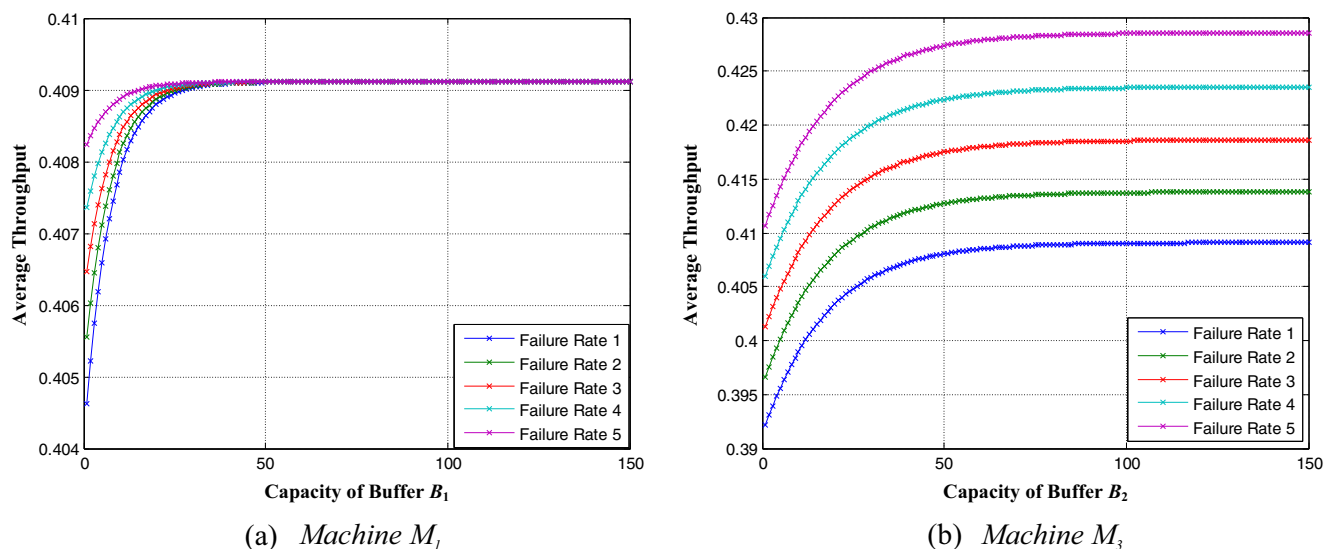 0.41
0.409
0.408
0.407
0.406
0.405
0.404
Average Throughput
0
50
100
150
Capacity of Buffer B1
Failure Rate 1
Failure Rate 2
Failure Rate 3
Failure Rate 4
Failure Rate 5
(a) Machine M1
0.43
0.425
0.42
0.415
0.41
0.405
0.4
0.395
0.39
Average Throughput
0
50
100
150
Capacity of Buffer B2
Failure Rate 1
Failure Rate 2
Failure Rate 3
Failure Rate 4
Failure Rate 5
(b) Machine M3